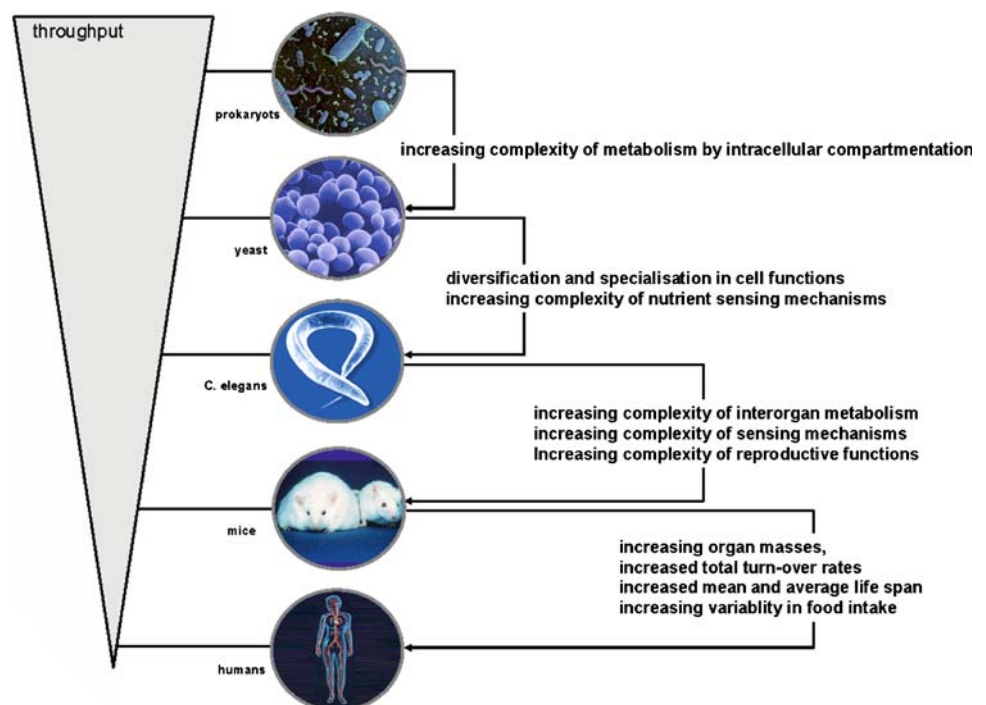 throughput
prokaryots
increasing complexity of metabolism by intracellular compartmentation
yeast
diversification and specialisation in cell functions
increasing complexity of nutrient sensing mechanisms
C. elegans
increasing complexity of interorgan metabolism
increasing complexity of sensing mechanisms
Increasing complexity of reproductive functions
mice
increasing organ masses,
increased total turn-over rates
increased mean and average life span
increasing variablity in food intake
humans